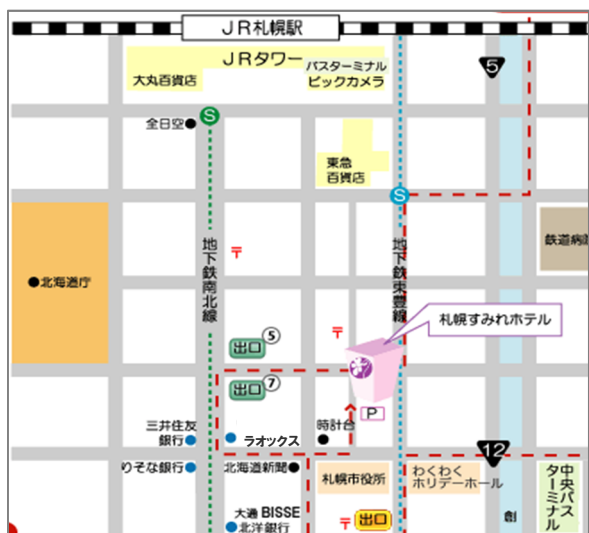 JR札幌駅
JRタワー
バスターミナル
ビックカメラ
大丸百貨店
5
S
全日空
東急
百貨店
S
地下鉄南北線
〒
地下鉄東豊線
鉄道病
北海道庁
札幌すみれホテル
〒
出口
5
出口
7
P
三井住友
銀行
ラオックス
時計台
12
りそな銀行
北海道新聞
札幌市役所
わくわく
ホリデーホール
中央バス
ターミナル
大通 BISSE
北洋銀行
〒
出口
創